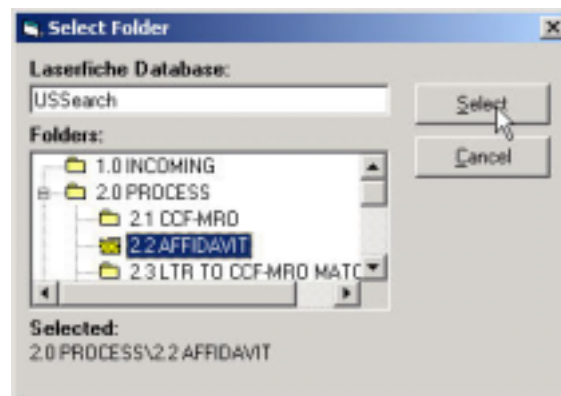 Select Folder
Laserfiche Database:
USSearch
Select
Folders:
Cancel
1.0 INCOMING
2.0 PROCESS
2.1 CCF-MRO
2.2 AFFIDAVIT
2.3 LTR TO CCF-MRO MATC
Selected:
2.0 PROCESS\2.2 AFFIDAVIT